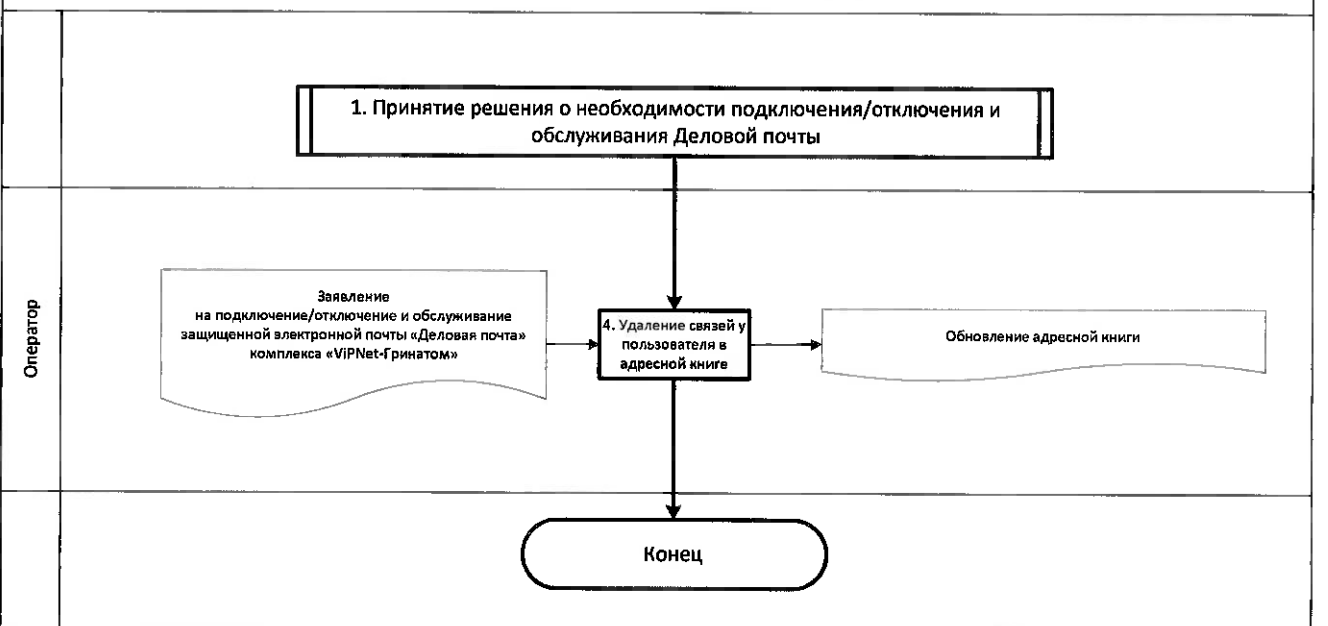 1. Принятие решения о необходимости подключения/отключения и
обслуживания Деловой почты
Оператор
Заявление
на подключение/отключение и обслуживание
защищенной электронной почты «Деловая почта»
комплекса «ViPNet-Гринатом»
4. Удаление связей у
пользователя в
адресной книге
Обновление адресной книги
Конец